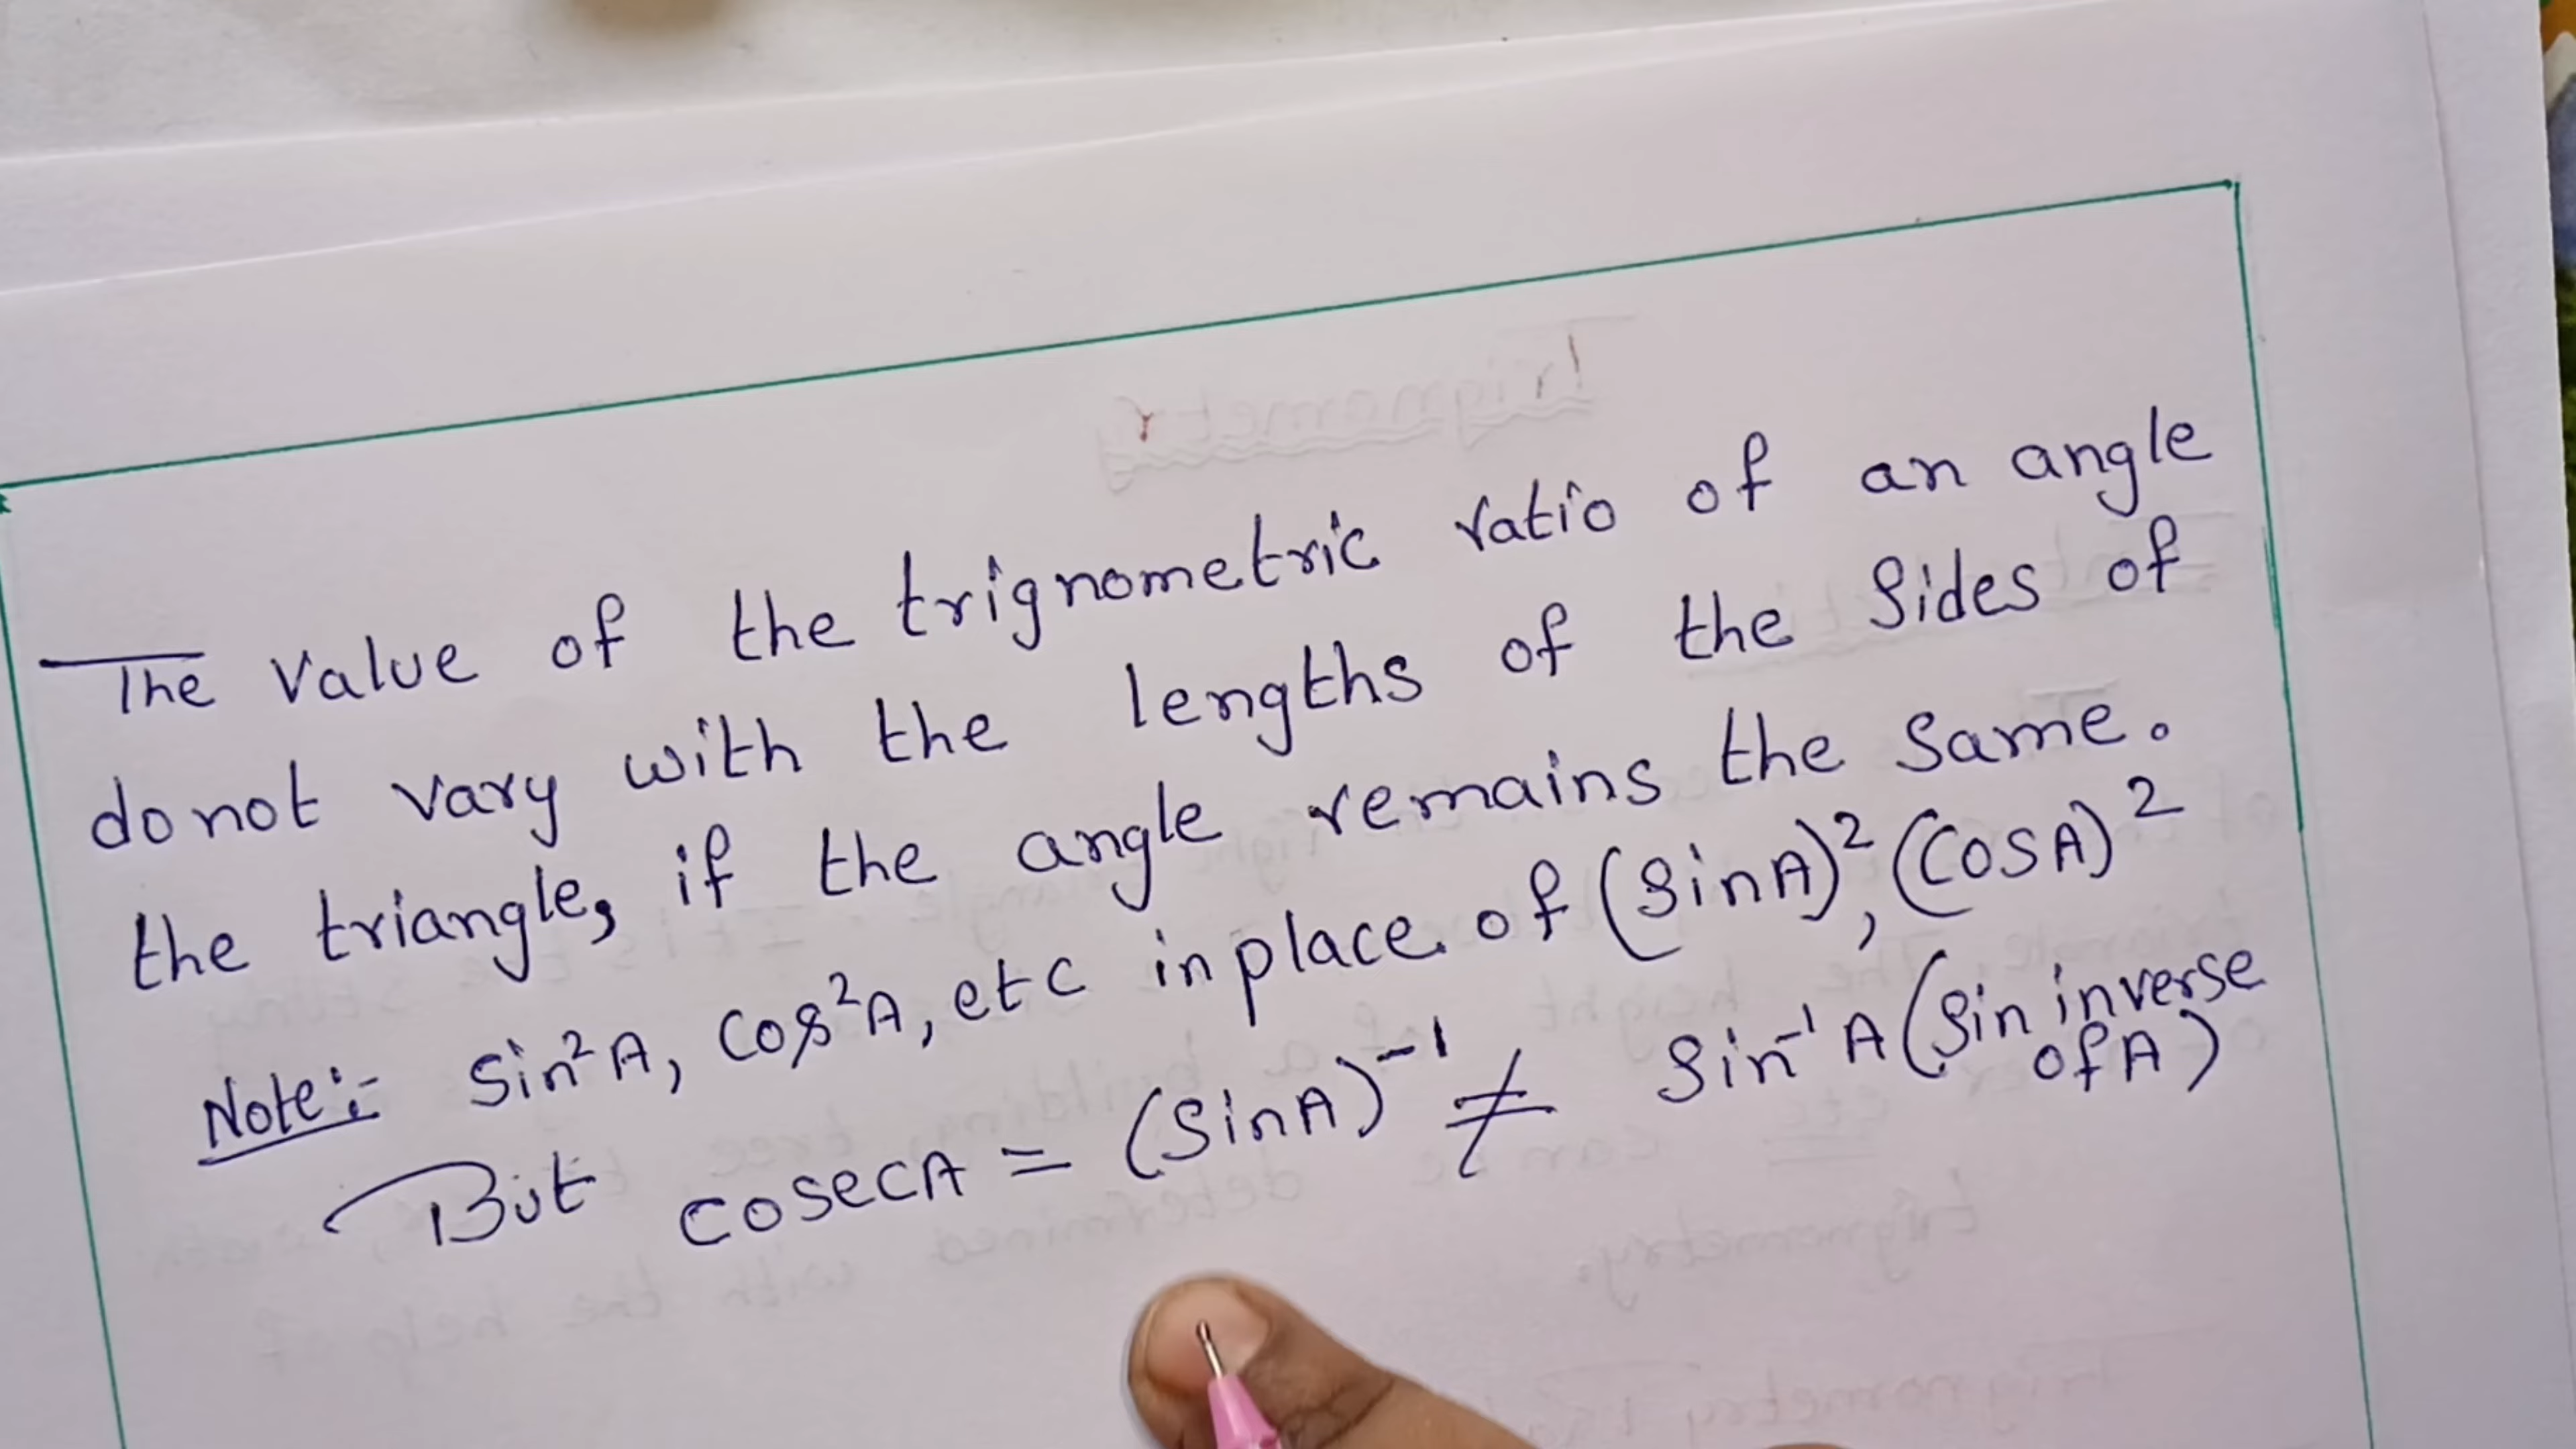 The value of the trignometric ratio of an angle
do not vary with the lengths of the sides of
the triangle, if the angle remains the same.
Note:- Sin²A, Cos²A, etc in place of (SinA)², (CosA)²
But cosecA = (SinA)⁻¹ ≠ Sin⁻¹A (Sin inverse
of A)